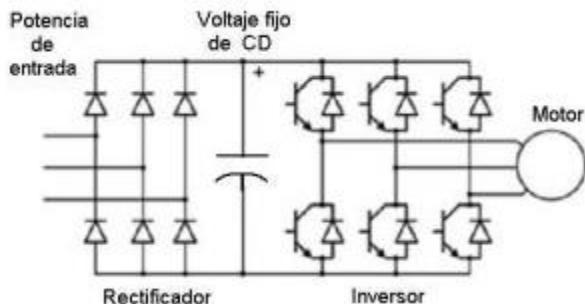 Potencia
de
entrada
Voltaje fijo
de CD
+
Motor
Rectificador
Inversor